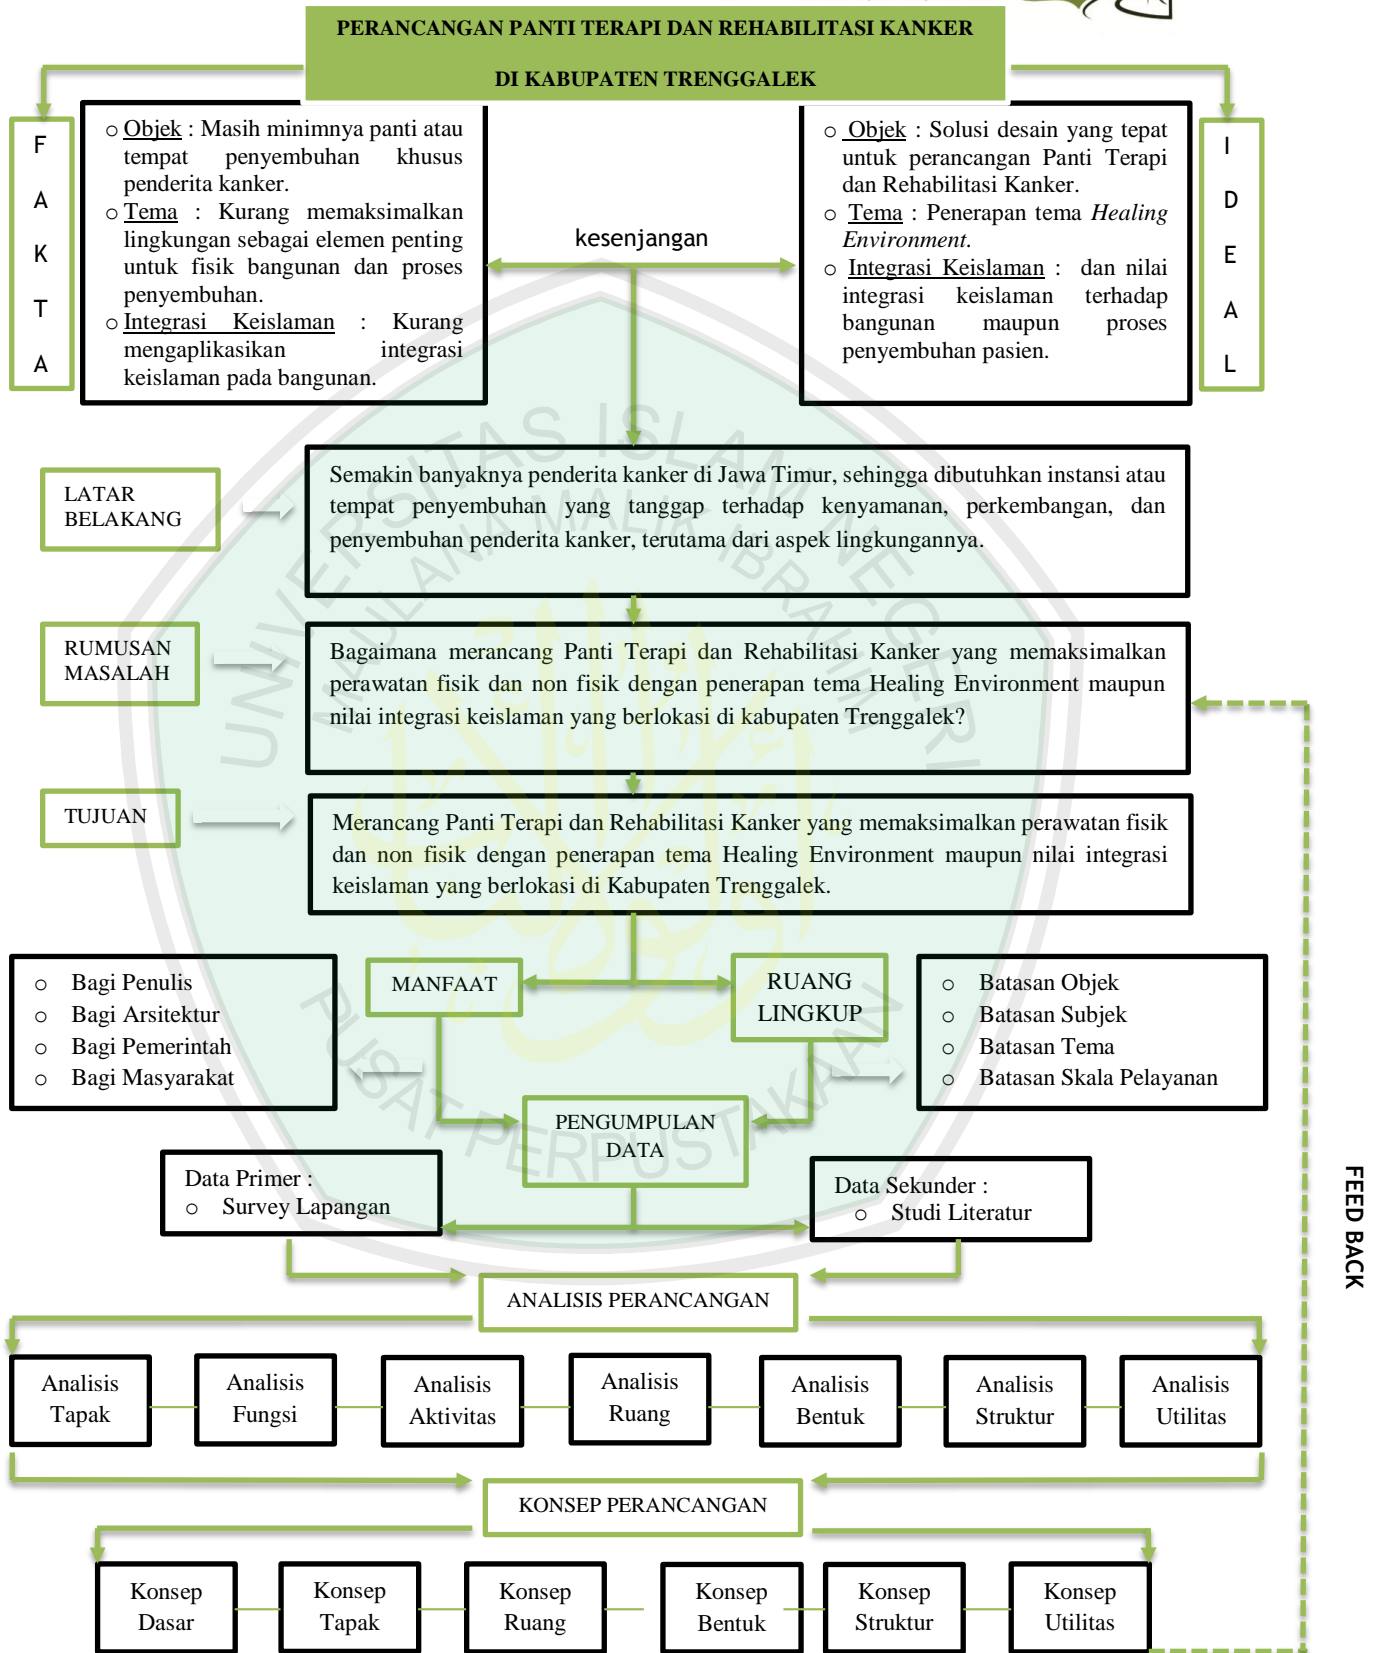 PERANCANGAN PANTI TERAPI DAN REHABILITASI KANKER
DI KABUPATEN TRENGGALEK
F
A
K
T
A
o Objek : Masih minimnya panti atau
tempat penyembuhan khusus
penderita kanker.
o Tema : Kurang memaksimalkan
lingkungan sebagai elemen penting
untuk fisik bangunan dan proses
penyembuhan.
o Integrasi Keislaman : Kurang
mengaplikasikan integrasi
keislaman pada bangunan.
kesenjangan
o Objek : Solusi desain yang tepat
untuk perancangan Panti Terapi
dan Rehabilitasi Kanker.
o Tema : Penerapan tema Healing
Environment.
o Integrasi Keislaman : dan nilai
integrasi keislaman terhadap
bangunan maupun proses
penyembuhan pasien.
I
D
E
A
L
LATAR
BELAKANG
Semakin banyaknya penderita kanker di Jawa Timur, sehingga dibutuhkan instansi atau
tempat penyembuhan yang tanggap terhadap kenyamanan, perkembangan, dan
penyembuhan penderita kanker, terutama dari aspek lingkungannya.
RUMUSAN
MASALAH
Bagaimana merancang Panti Terapi dan Rehabilitasi Kanker yang memaksimalkan
perawatan fisik dan non fisik dengan penerapan tema Healing Environment maupun
nilai integrasi keislaman yang berlokasi di kabupaten Trenggalek?
TUJUAN
Merancang Panti Terapi dan Rehabilitasi Kanker yang memaksimalkan perawatan fisik
dan non fisik dengan penerapan tema Healing Environment maupun nilai integrasi
keislaman yang berlokasi di Kabupaten Trenggalek.
o Bagi Penulis
o Bagi Arsitektur
o Bagi Pemerintah
o Bagi Masyarakat
MANFAAT
RUANG
LINGKUP
o Batasan Objek
o Batasan Subjek
o Batasan Tema
o Batasan Skala Pelayanan
PENGUMPULAN
DATA
Data Primer :
o Survey Lapangan
Data Sekunder :
o Studi Literatur
FEED BACK
ANALISIS PERANCANGAN
Analisis
Tapak
Analisis
Fungsi
Analisis
Aktivitas
Analisis
Ruang
Analisis
Bentuk
Analisis
Struktur
Analisis
Utilitas
KONSEP PERANCANGAN
Konsep
Dasar
Konsep
Tapak
Konsep
Ruang
Konsep
Bentuk
Konsep
Struktur
Konsep
Utilitas
UNIVERSITAS ISLAM NEGERI
MAULANA MALIK IBRAHIM
PUSAT PERPUSTAKAAN